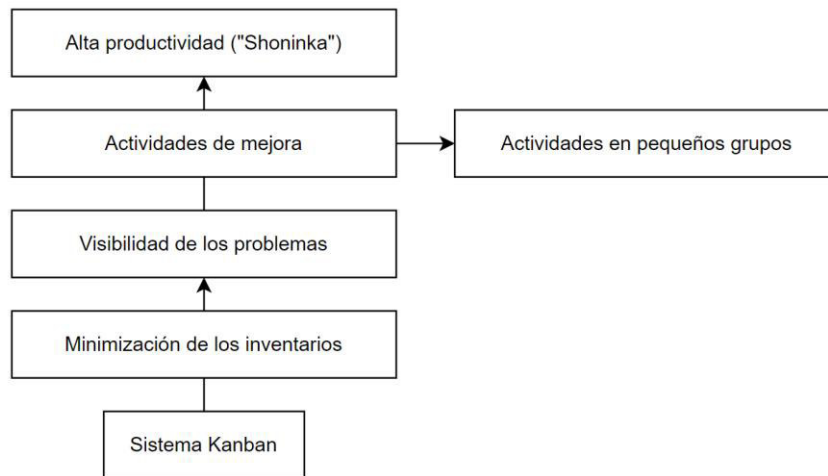 Alta productividad ("Shoninka")
Actividades de mejora
Actividades en pequeños grupos
Visibilidad de los problemas
Minimización de los inventarios
Sistema Kanban